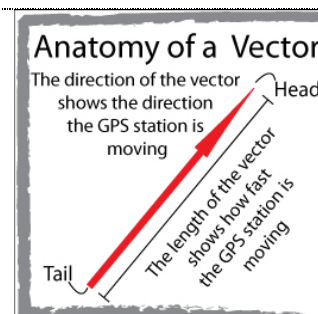 Anatomy of a Vector
The direction of the vector
shows the direction
the GPS station is
moving
Head
The length of the vector
shows how fast
the GPS station is
moving
Tail